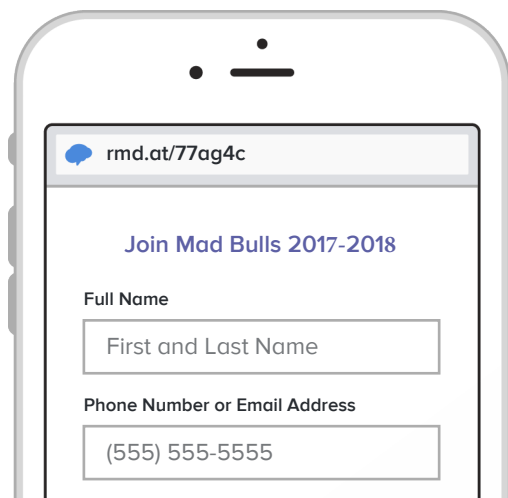 rmd.at/77ag4c
Join Mad Bulls 2017-2018
Full Name
First and Last Name
Phone Number or Email Address
(555) 555-5555